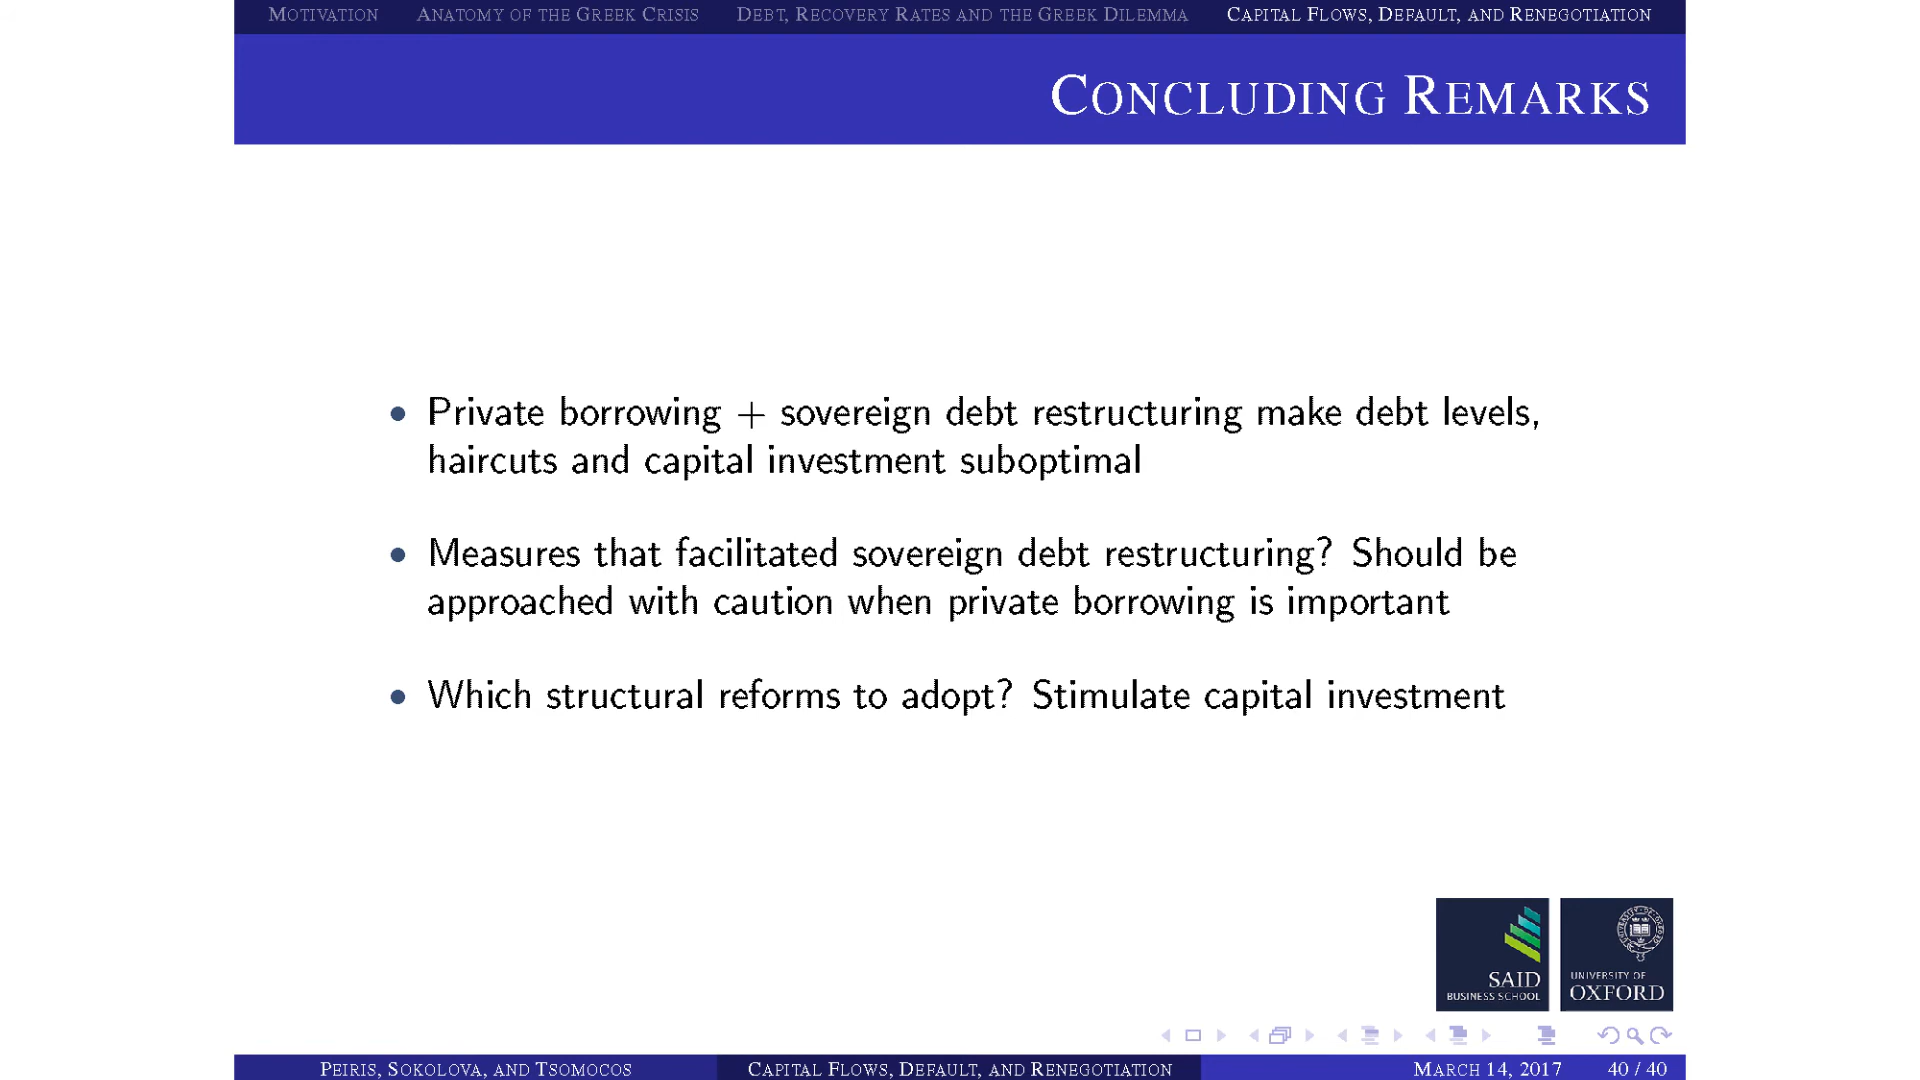 MOTIVATION ANATOMY OF THE GREEK CRISIS DEBT, RECOVERY RATES AND THE GREEK DILEMMA CAPITAL FLOWS, DEFAULT, AND RENEGOTIATION
CONCLUDING REMARKS
• Private borrowing + sovereign debt restructuring make debt levels,
haircuts and capital investment suboptimal
• Measures that facilitated sovereign debt restructuring? Should be
approached with caution when private borrowing is important
• Which structural reforms to adopt? Stimulate capital investment
SAID
BUSINESS SCHOOL
UNIVERSITY OF
OXFORD
PEIRIS, SOKOLOVA, AND TSOMOCOS CAPITAL FLOWS, DEFAULT, AND RENEGOTIATION MARCH 14, 2017 40 / 40